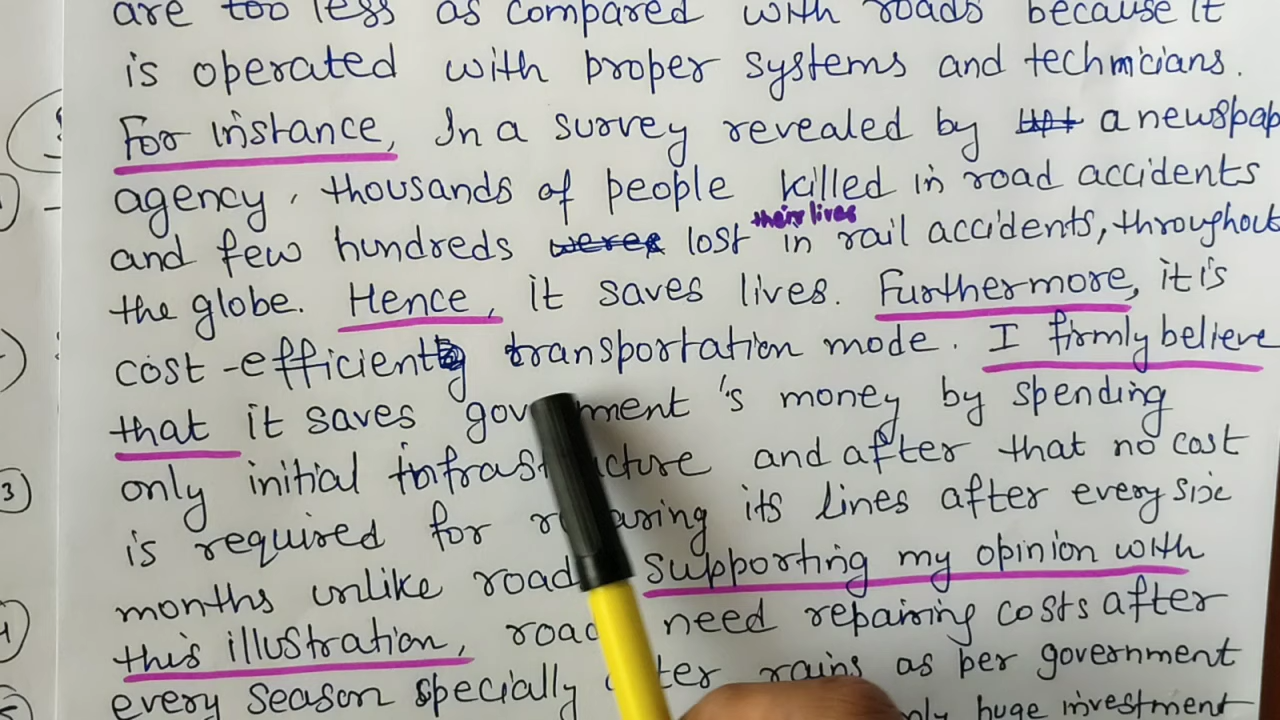 are too less as compared with roads because it
is operated with proper systems and technicians.
For instance, In a survey revealed by a newspap
agency, thousands of people killed in road accidents
and few hundreds were lost their lives in rail accidents, throughout
the globe. Hence, it saves lives. Furthermore, it is
cost-efficient transportation mode. I firmly believe
that it saves government's money by spending
only initial infrastructure and after that no cost
is required for its lines after every six
months unlike road Supporting my opinion with
this illustration, road need repairing costs after
every season specially rains as per government
huge investment
3